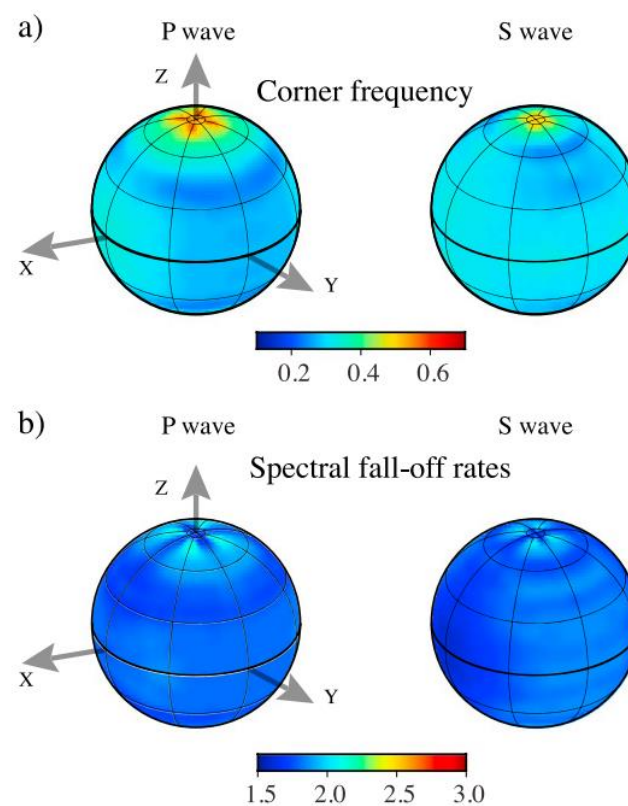 a)
P wave
S wave
Z
Corner frequency
X
Y
0.2 0.4 0.6
b)
P wave
S wave
Z
Spectral fall-off rates
X
Y
1.5 2.0 2.5 3.0